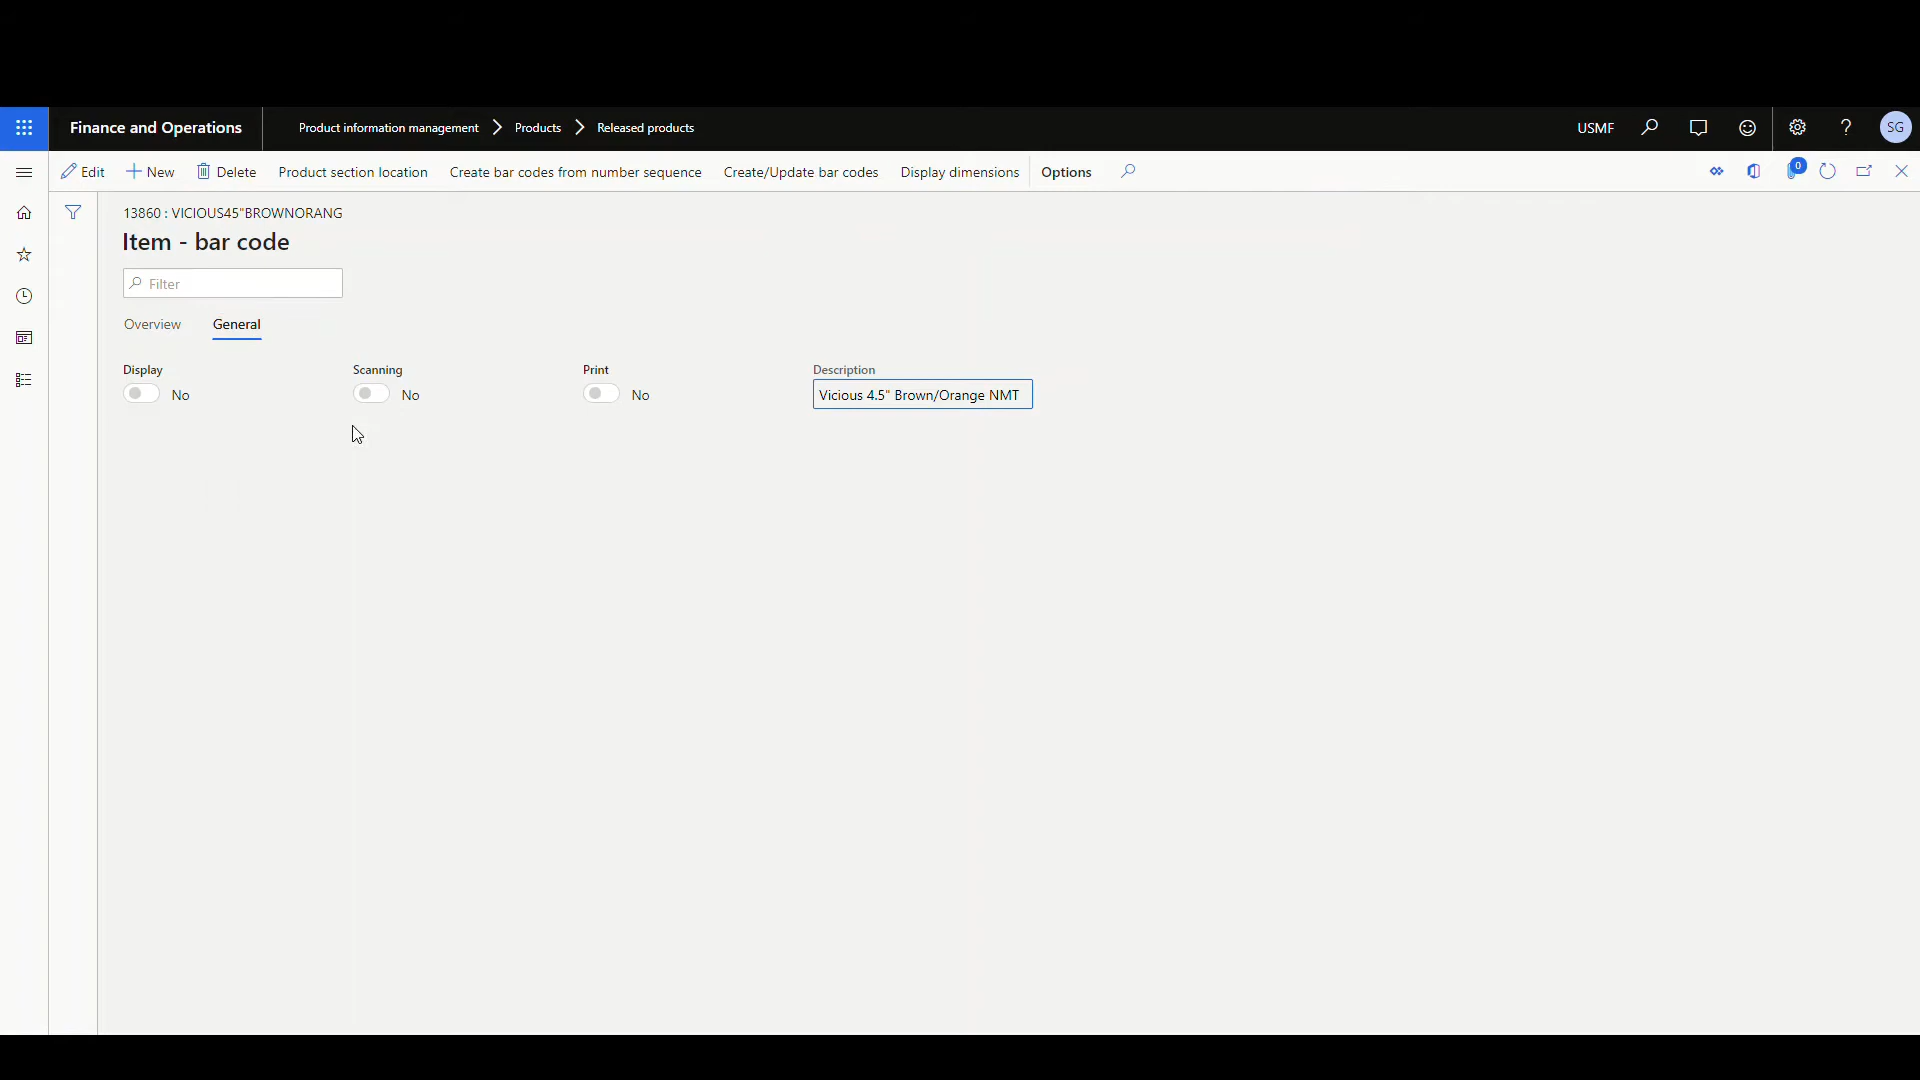 Finance and Operations
Product information management
Products
Released products
USMF
SG
Edit
New
Delete
Product section location
Create bar codes from number sequence
Create/Update bar codes
Display dimensions
Options
0
13860 : VICIOUS45"BROWNORANG
Item - bar code
Filter
Overview
General
Display
Scanning
Print
Description
No
No
No
Vicious 4.5" Brown/Orange NMT